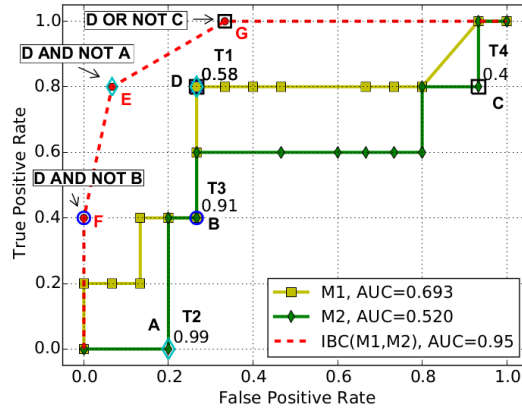 D OR NOT C
G
D AND NOT A
E
T1
D
0.58
T4
0.4
C
D AND NOT B
F
T3
0.91
B
A
T2
0.99
True Positive Rate
1.0
0.8
0.6
0.4
0.2
0.0
M1, AUC=0.693
M2, AUC=0.520
IBC(M1,M2), AUC=0.95
0.0 0.2 0.4 0.6 0.8 1.0
False Positive Rate